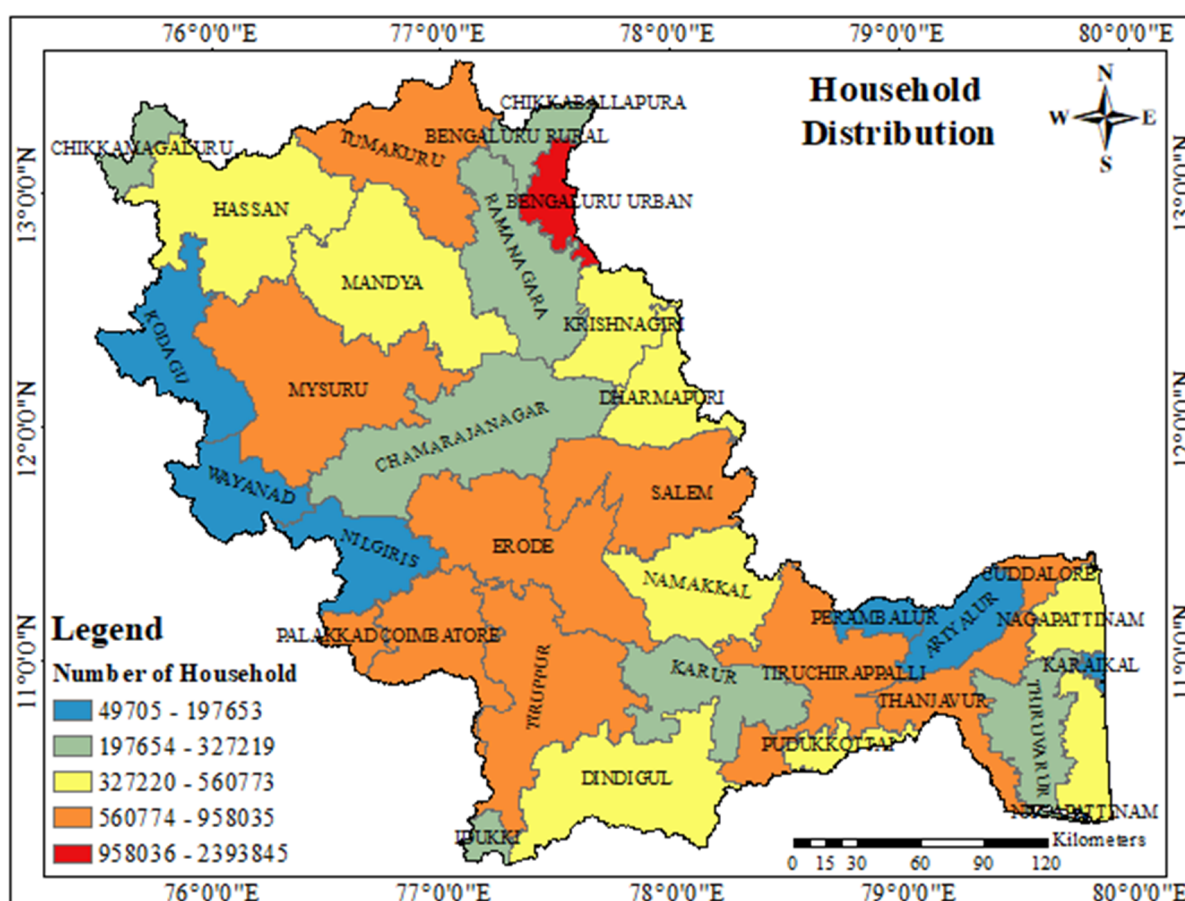 76°0'0"E 77°0'0"E 78°0'0"E 79°0'0"E 80°0'0"E
Household
Distribution
N
W E
S
13°0'0"N
12°0'0"N
11°0'0"N
13°0'0"N
12°0'0"N
11°0'0"N
CHIKKABALLAPURA
BENGALURU RURAL
TUMAKURU
CHIKKAMAGALURU
BENGALURU URBAN
HASSAN
RAMANAGARA
MANDYA
KRISHNAGIRI
KODAGU
MYSURU
DHARMAPURI
CHAMARAJANAGAR
WAYANAD
SALEM
NILGIRIS
ERODE
NAMAKKAL
CUDDALORE
PERAMBALUR
ARIYALUR
NAGAPATTINAM
PALAKKAD
COIMBATORE
KARAIKAL
KARUR
TIRUCHIRAPPALLI
TIRUPPUR
THANJAVUR
THIRUVARUR
PUDUKKOTTAI
DINDIGUL
NAGAPATTINAM
IDUKKI
Legend
Number of Household
49705 - 197653
197654 - 327219
327220 - 560773
560774 - 958035
958036 - 2393845
Kilometers
0 15 30 60 90 120
76°0'0"E 77°0'0"E 78°0'0"E 79°0'0"E 80°0'0"E